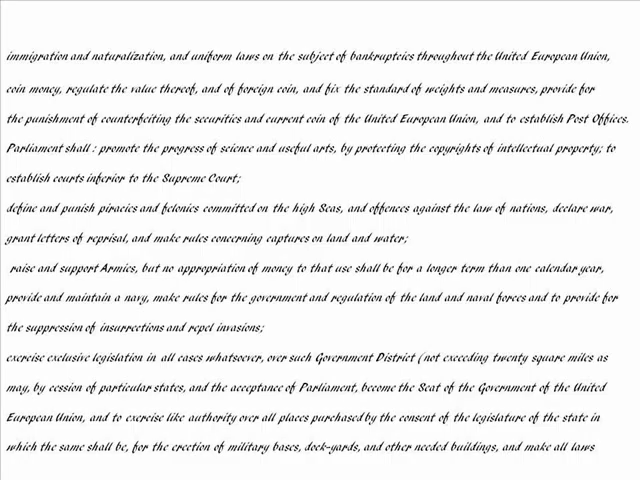 immigration and naturalization, and uniform laws on the subject of bankruptcies throughout the United European Union,
coin money, regulate the value thereof, and of foreign coin, and fix the standard of weights and measures, provide for
the punishment of counterfeiting the securities and current coin of the United European Union, and to establish Post Offices.
Parliament shall : promote the progress of science and useful arts, by protecting the copyrights of intellectual property; to
establish courts inferior to the Supreme Court;
define and punish piracies and felonies committed on the high Seas, and offences against the law of nations, declare war,
grant letters of reprisal, and make rules concerning captures on land and water;
raise and support Armies, but no appropriation of money to that use shall be for a longer term than one calendar year,
provide and maintain a navy, make rules for the government and regulation of the land and naval forces and to provide for
the suppression of insurrections and repel invasions;
exercise exclusive legislation in all cases whatsoever, over such Government District (not exceeding twenty square miles as
may, by cession of particular states, and the acceptance of Parliament, become the Seat of the Government of the United
European Union, and to exercise like authority over all places purchased by the consent of the legislature of the state in
which the same shall be, for the erection of military bases, dock-yards, and other needed buildings, and make all laws